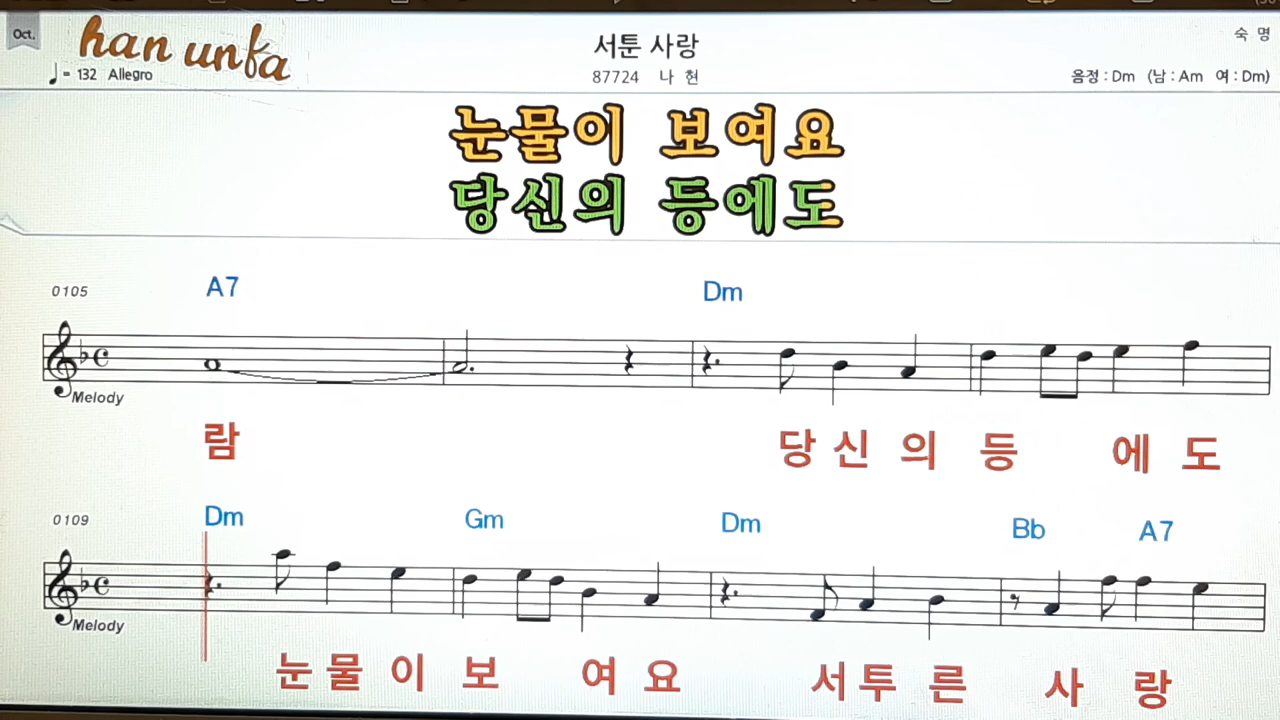 Oct.
han unfa
서툰 사랑
숙 명
♩= 132 Allegro
87724 나 현
음정 : Dm (남 : Am 여 : Dm)
눈물이 보여요
당신의 등에도
0105 A7 Dm
Melody
람 당 신 의 등 에 도
0109 Dm Gm Dm Bb A7
Melody
눈 물 이 보 여 요 서 투 른 사 랑